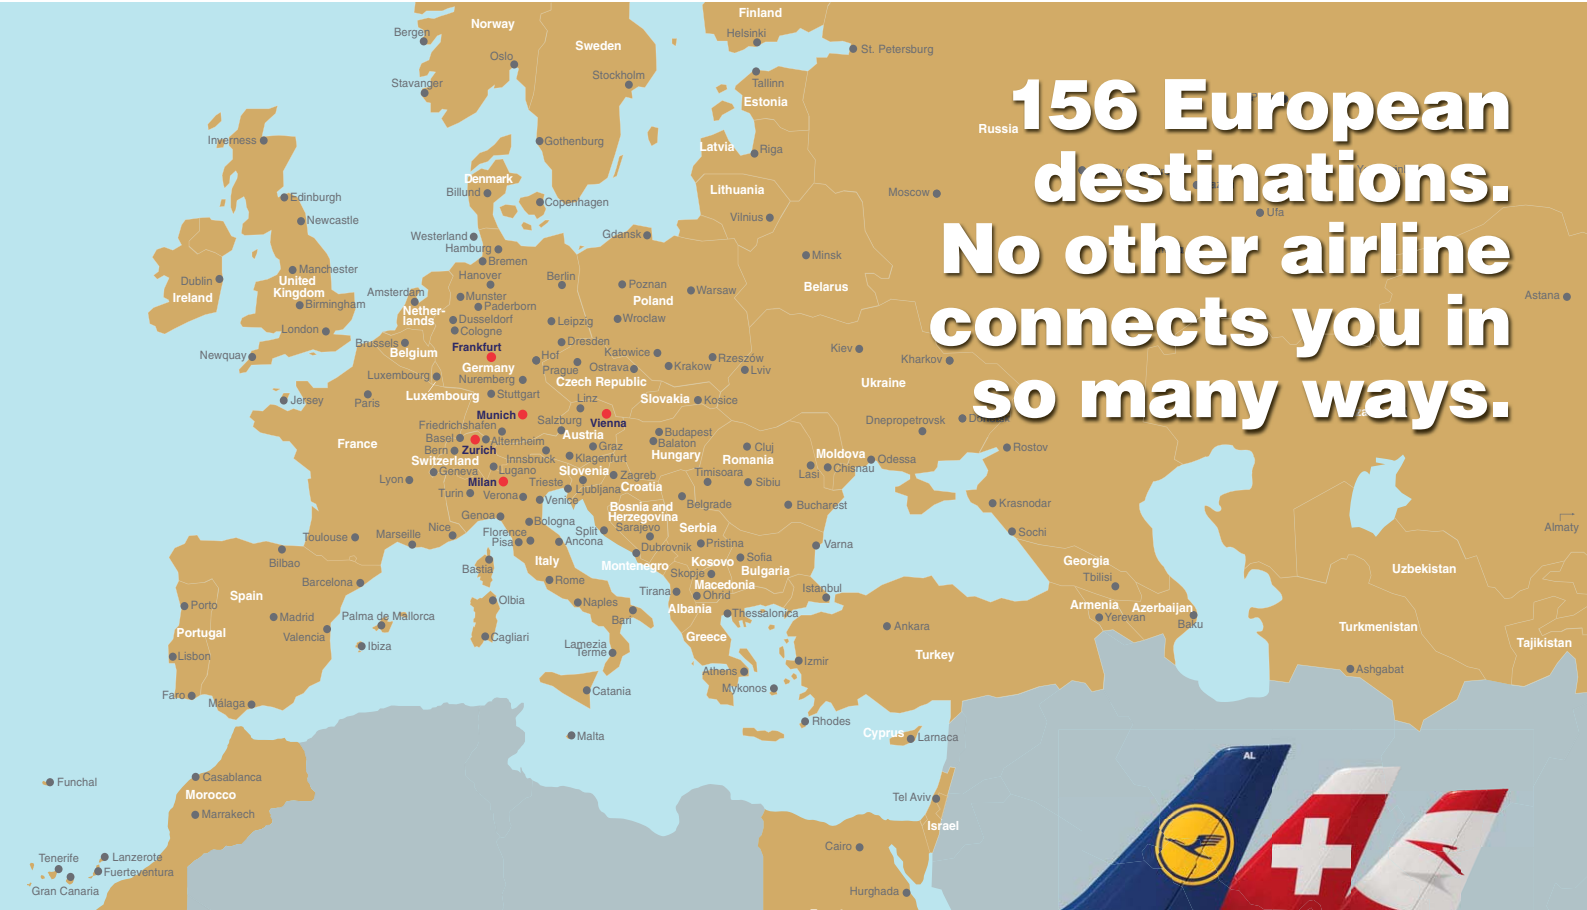 156 European
destinations.
No other airline
connects you in
so many ways.
Norway
Finland
Bergen
Helsinki
Sweden
St. Petersburg
Oslo
Stockholm
Stavanger
Tallinn
Estonia
Russia
Inverness
Gothenburg
Latvia
Riga
Denmark
Billund
Lithuania
Moscow
Edinburgh
Copenhagen
Newcastle
Vilnius
Ufa
Westerland
Gdansk
Hamburg
Minsk
Bremen
Manchester
Hanover
Berlin
Dublin
United
Kingdom
Ireland
Amsterdam
Munster
Poznan
Warsaw
Belarus
Astana
Birmingham
Nether-
lands
Paderborn
Poland
Dusseldorf
Leipzig
Wroclaw
London
Cologne
Brussels
Dresden
Frankfurt
Belgium
Newquay
Hof
Katowice
Rzeszów
Kiev
Kharkov
Germany
Prague
Ostrava
Krakow
Lviv
Luxembourg
Nuremberg
Czech Republic
Ukraine
Luxembourg
Stuttgart
Jersey
Paris
Linz
Slovakia
Kosice
Munich
Salzburg
Vienna
Dnepropetrovsk
Friedrichshafen
Austria
Budapest
Basel
Alternheim
Balaton
France
Bern
Zurich
Graz
Cluj
Rostov
Switzerland
Innsbruck
Klagenfurt
Hungary
Romania
Moldova
Odessa
Geneva
Lugano
Slovenia
Zagreb
Timisoara
Lasi
Chisnau
Lyon
Milan
Trieste
Ljubljana
Croatia
Sibiu
Turin
Verona
Venice
Bosnia and
Herzegovina
Belgrade
Bucharest
Krasnodar
Genoa
Bologna
Sarajevo
Serbia
Almaty
Nice
Florence
Split
Sochi
Toulouse
Marseille
Pisa
Ancona
Dubrovnik
Pristina
Varna
Bilbao
Italy
Montenegro
Kosovo
Sofia
Georgia
Bastia
Skopje
Bulgaria
Uzbekistan
Barcelona
Rome
Macedonia
Tbilisi
Spain
Tirana
Ohrid
Istanbul
Porto
Olbia
Naples
Albania
Thessalonica
Armenia
Azerbaijan
Madrid
Palma de Mallorca
Bari
Yerevan
Baku
Portugal
Valencia
Cagliari
Greece
Ankara
Turkmenistan
Ibiza
Lamezia
Terme
Turkey
Tajikistan
Lisbon
Izmir
Athens
Ashgabat
Faro
Málaga
Catania
Mykonos
Rhodes
Malta
Cyprus
Larnaca
AL
Funchal
Casablanca
Morocco
Tel Aviv
Marrakech
Israel
Cairo
Tenerife
Lanzerote
Fuerteventura
Gran Canaria
Hurghada